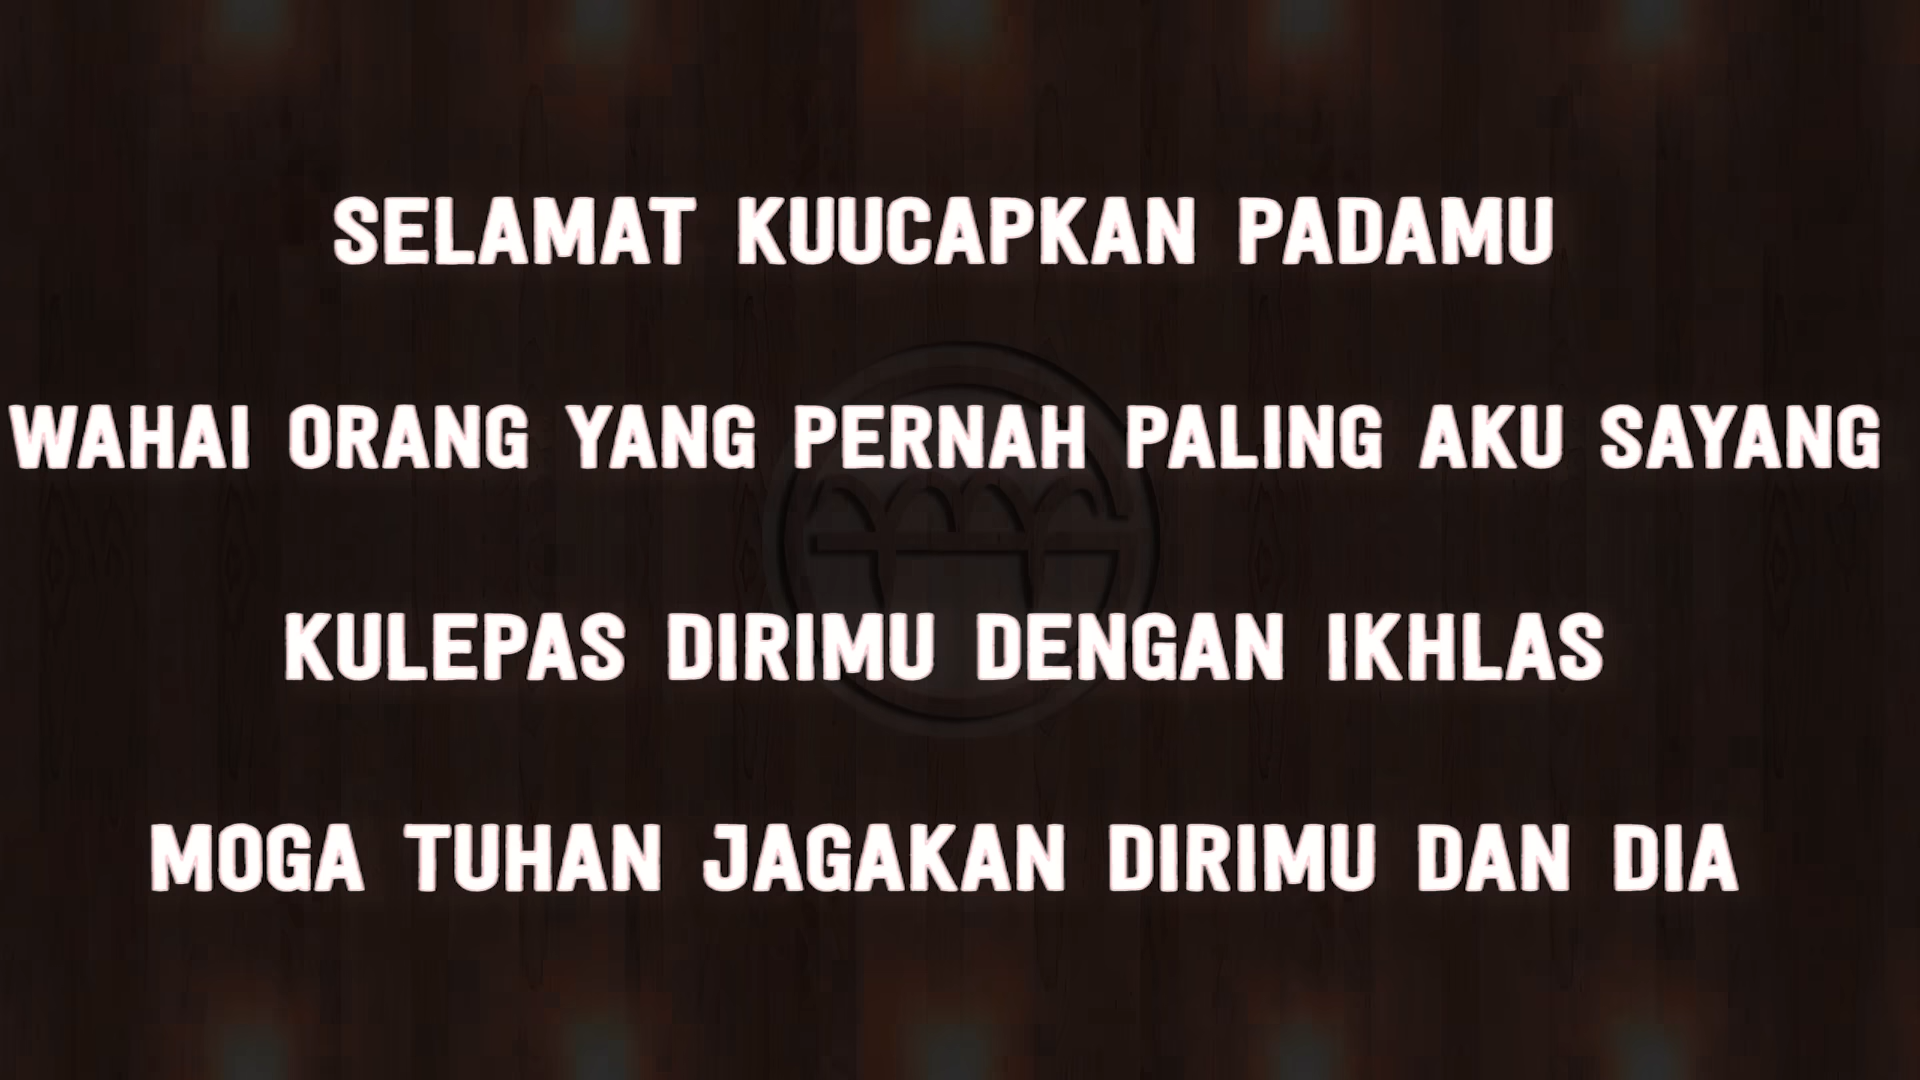 SELAMAT KUUCAPKAN PADAMU
WAHAI ORANG YANG PERNAH PALING AKU SAYANG
KULEPAS DIRIMU DENGAN IKHLAS
MOGA TUHAN JAGAKAN DIRIMU DAN DIA